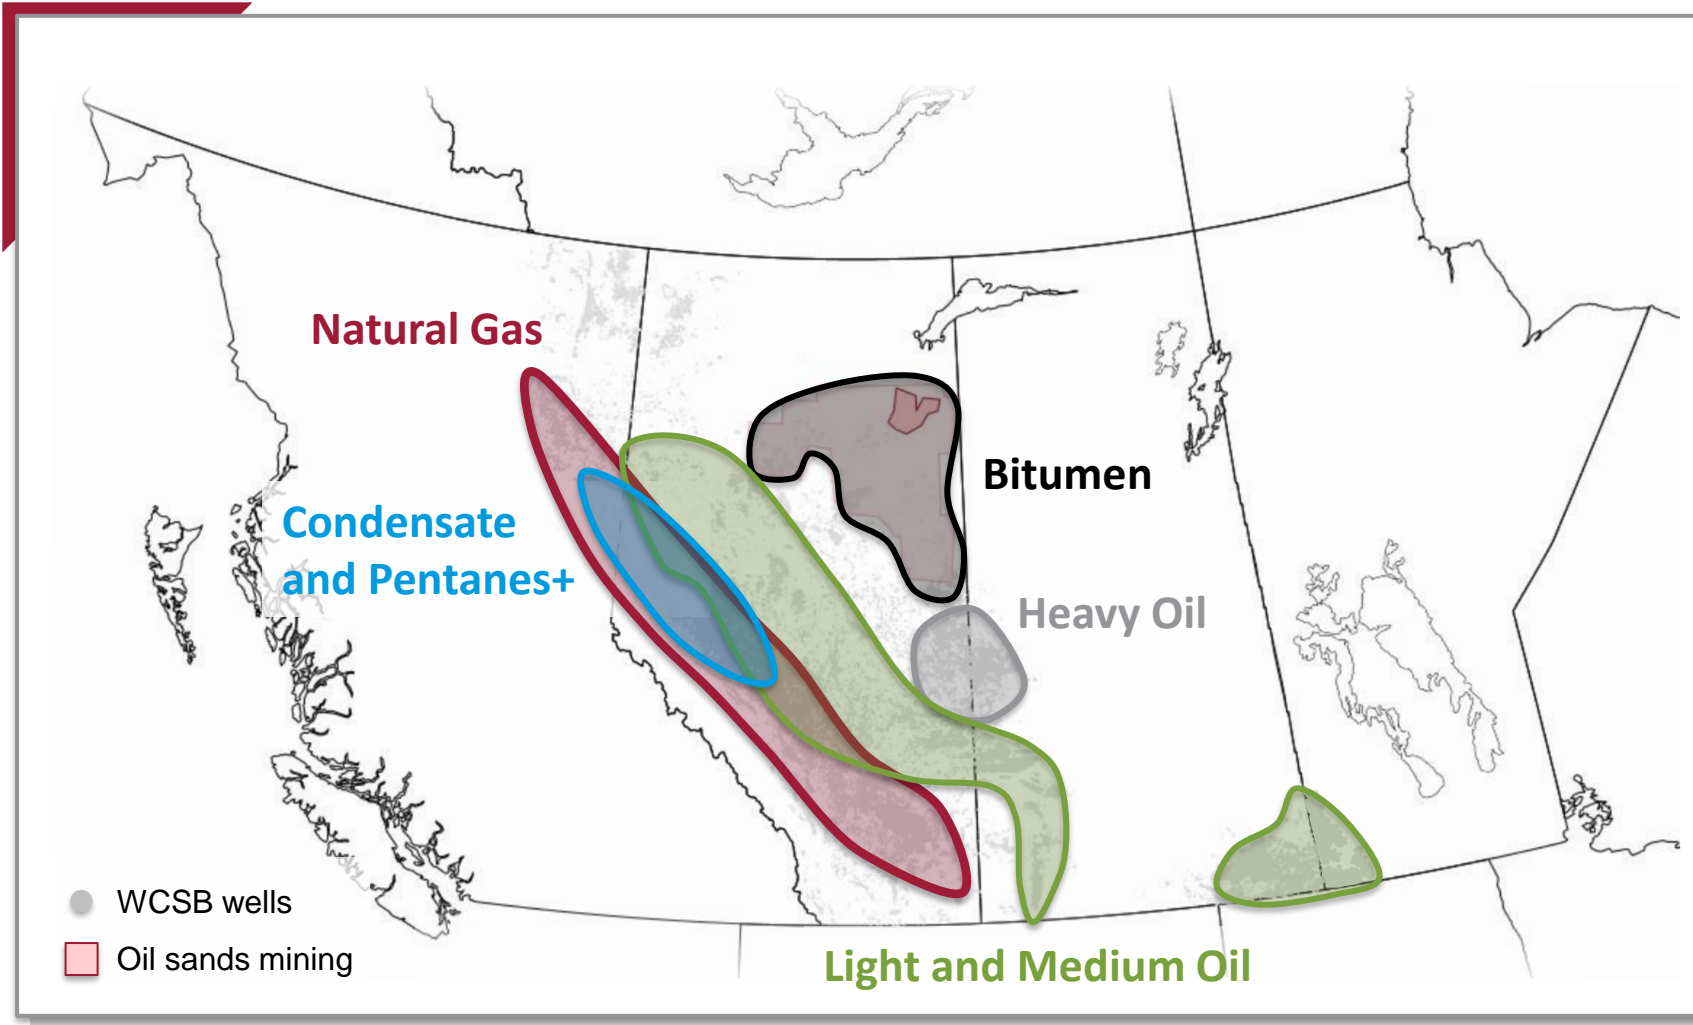 Natural Gas
Condensate
and Pentanes+
Bitumen
Heavy Oil
WCSB wells
Oil sands mining
Light and Medium Oil